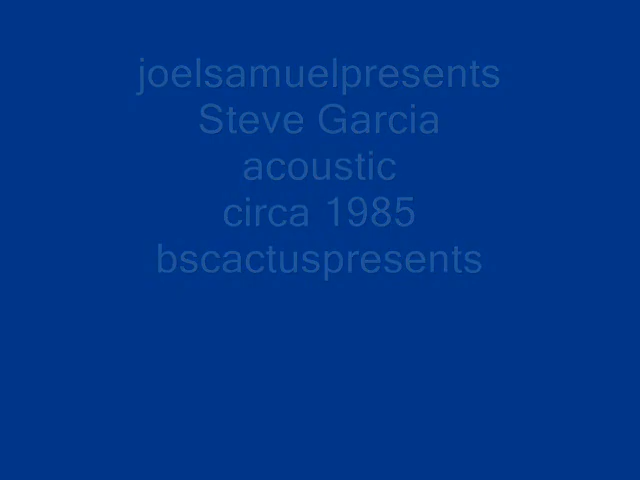 joelsamuelpresents
Steve Garcia
acoustic
circa 1985
bscactuspresents